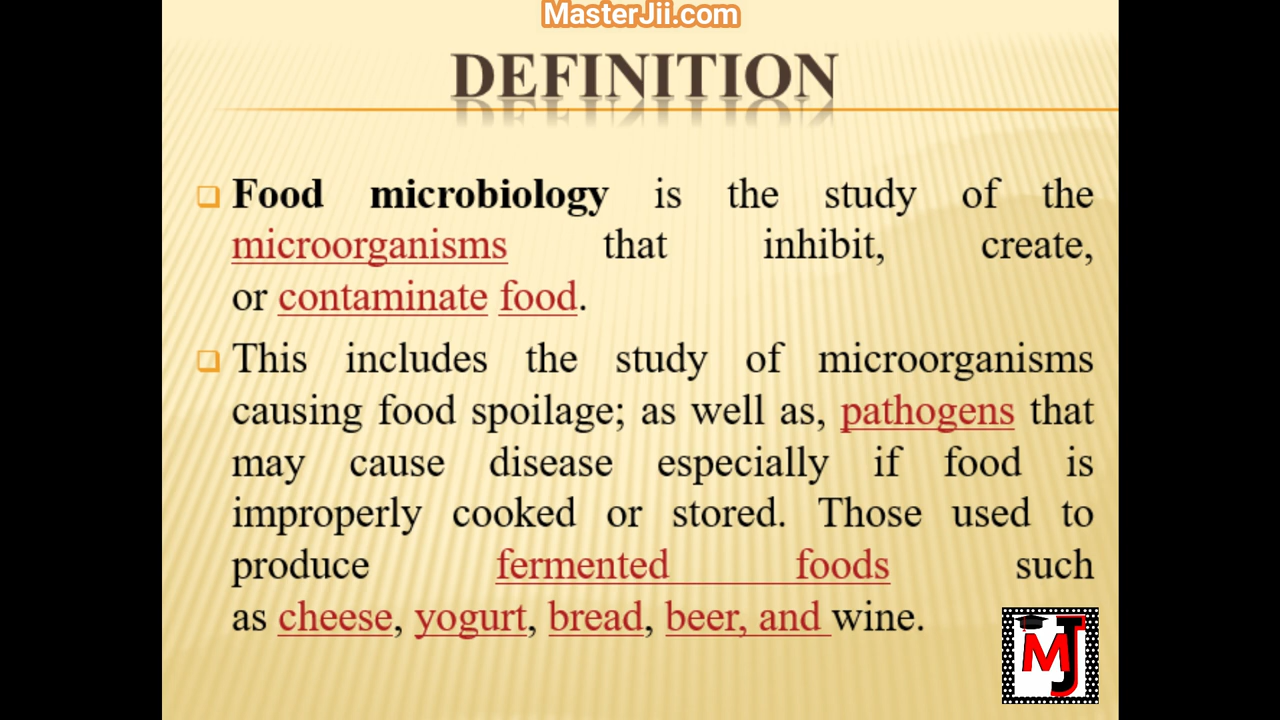 MasterJii.com
DEFINITION
Food microbiology is the study of the
microorganisms that inhibit, create,
or contaminate food.
This includes the study of microorganisms
causing food spoilage; as well as, pathogens that
may cause disease especially if food is
improperly cooked or stored. Those used to
produce fermented foods such
as cheese, yogurt, bread, beer, and wine.
MJ